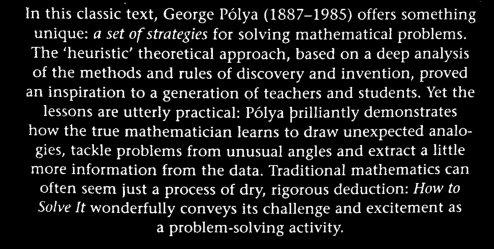 In this classic text, George Pólya (1887–1985) offers something
unique: a set of strategies for solving mathematical problems.
The ‘heuristic’ theoretical approach, based on a deep analysis
of the methods and rules of discovery and invention, proved
an inspiration to a generation of teachers and students. Yet the
lessons are utterly practical: Pólya brilliantly demonstrates
how the true mathematician learns to draw unexpected analo-
gies, tackle problems from unusual angles and extract a little
more information from the data. Traditional mathematics can
often seem just a process of dry, rigorous deduction: How to
Solve It wonderfully conveys its challenge and excitement as
a problem-solving activity.